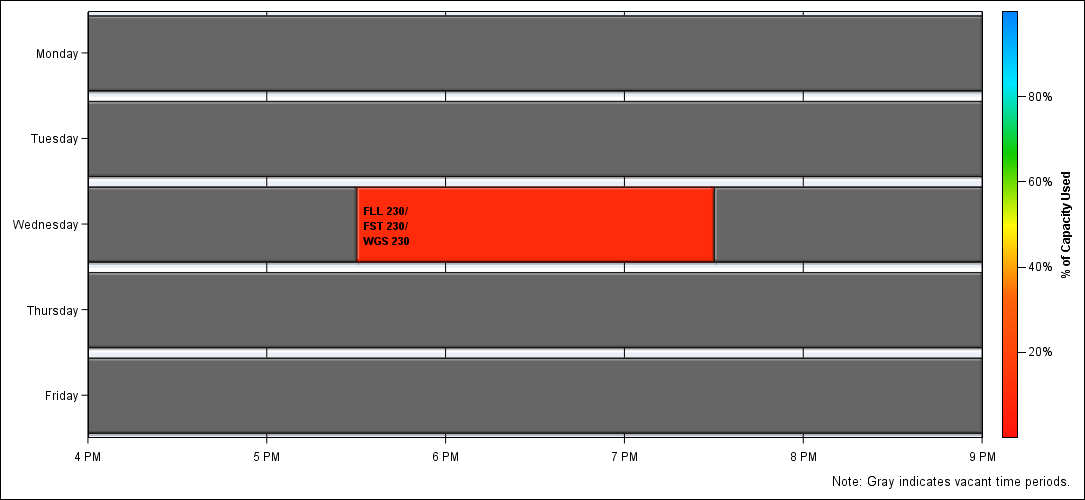 Monday
Tuesday
Wednesday
Thursday
Friday
FLL 230/
FST 230/
WGS 230
4 PM
5 PM
6 PM
7 PM
8 PM
9 PM
80%
60%
40%
20%
% of Capacity Used
Note: Gray indicates vacant time periods.